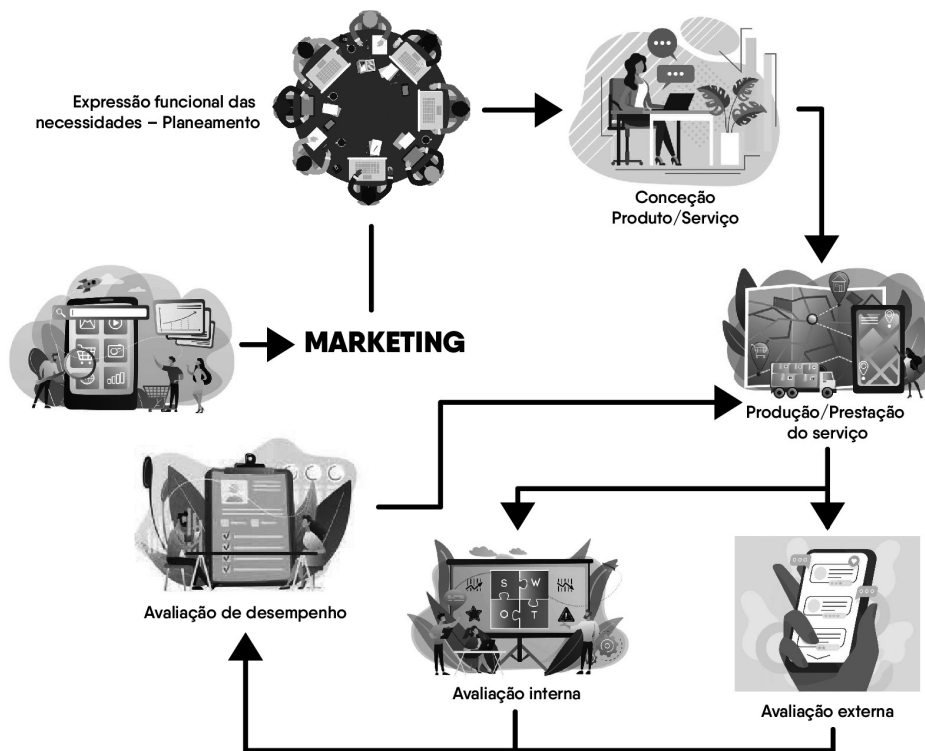 Expressão funcional das
necessidades – Planeamento
Conceção
Produto/Serviço
MARKETING
Produção/Prestação
do serviço
S W
O T
Avaliação de desempenho
Avaliação interna
Avaliação externa